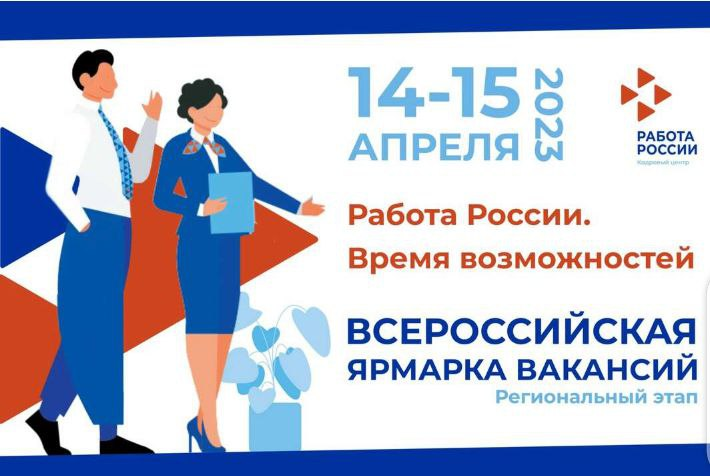 14-15
АПРЕЛЯ
2023
РАБОТА
РОССИИ
Кадровый центр
Работа России.
Время возможностей
ВСЕРОССИЙСКАЯ
ЯРМАРКА ВАКАНСИЙ
Региональный этап